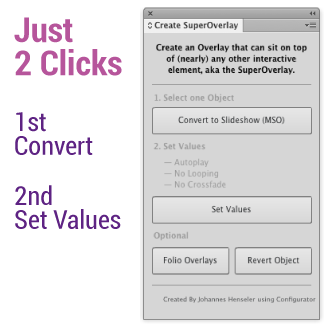 Just
2 Clicks
1st
Convert
2nd
Set Values
Create SuperOverlay
Create an Overlay that can sit on top
of (nearly) any other interactive
element, aka the SuperOverlay.
1. Select one Object
Convert to Slideshow (MSO)
2. Set Values
— Autoplay
— No Looping
— No Crossfade
Set Values
Optional
Folio Overlays
Revert Object
Created By Johannes Henseler using Configurator